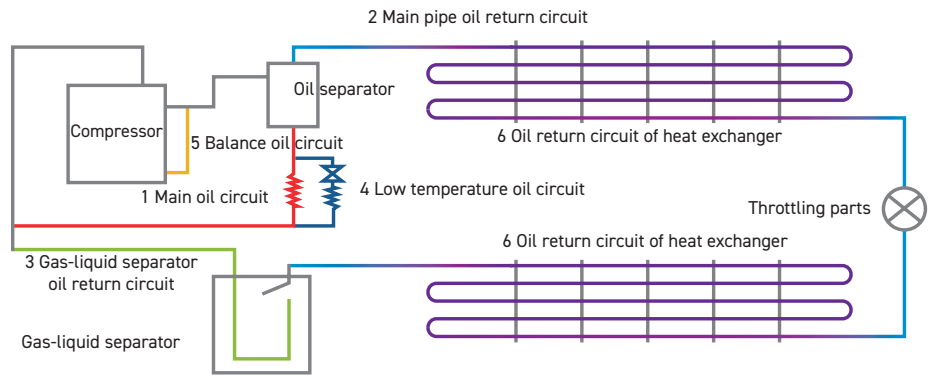 2 Main pipe oil return circuit
Oil separator
Compressor
5 Balance oil circuit
6 Oil return circuit of heat exchanger
1 Main oil circuit
4 Low temperature oil circuit
Throttling parts
6 Oil return circuit of heat exchanger
3 Gas-liquid separator
oil return circuit
Gas-liquid separator